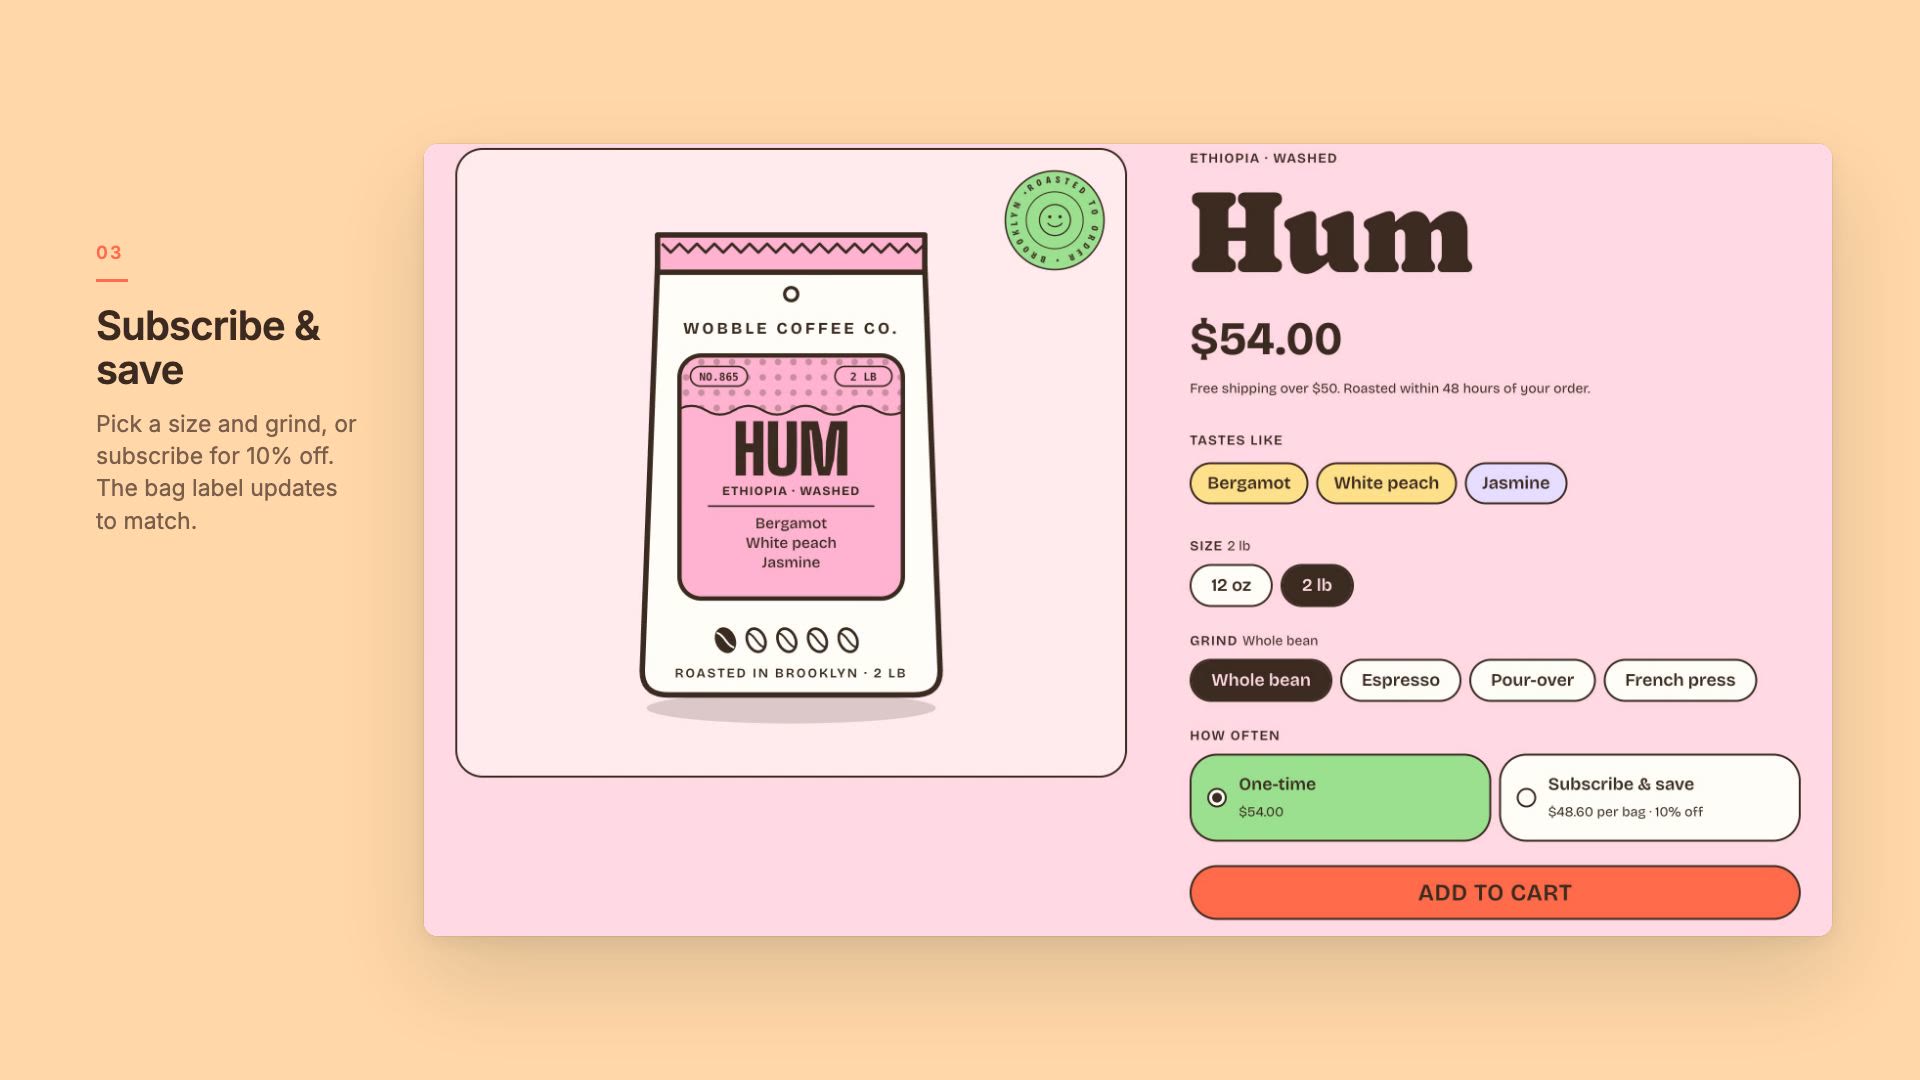 03
Subscribe &
save
Pick a size and grind, or
subscribe for 10% off.
The bag label updates
to match.
ROASTED TO ORDER • BROOKLYN •
WOBBLE COFFEE CO.
NO.865
2 LB
HUM
ETHIOPIA · WASHED
Bergamot
White peach
Jasmine
ROASTED IN BROOKLYN · 2 LB
ETHIOPIA · WASHED
Hum
$54.00
Free shipping over $50. Roasted within 48 hours of your order.
TASTES LIKE
Bergamot
White peach
Jasmine
SIZE 2 lb
12 oz
2 lb
GRIND Whole bean
Whole bean
Espresso
Pour-over
French press
HOW OFTEN
One-time
$54.00
Subscribe & save
$48.60 per bag · 10% off
ADD TO CART